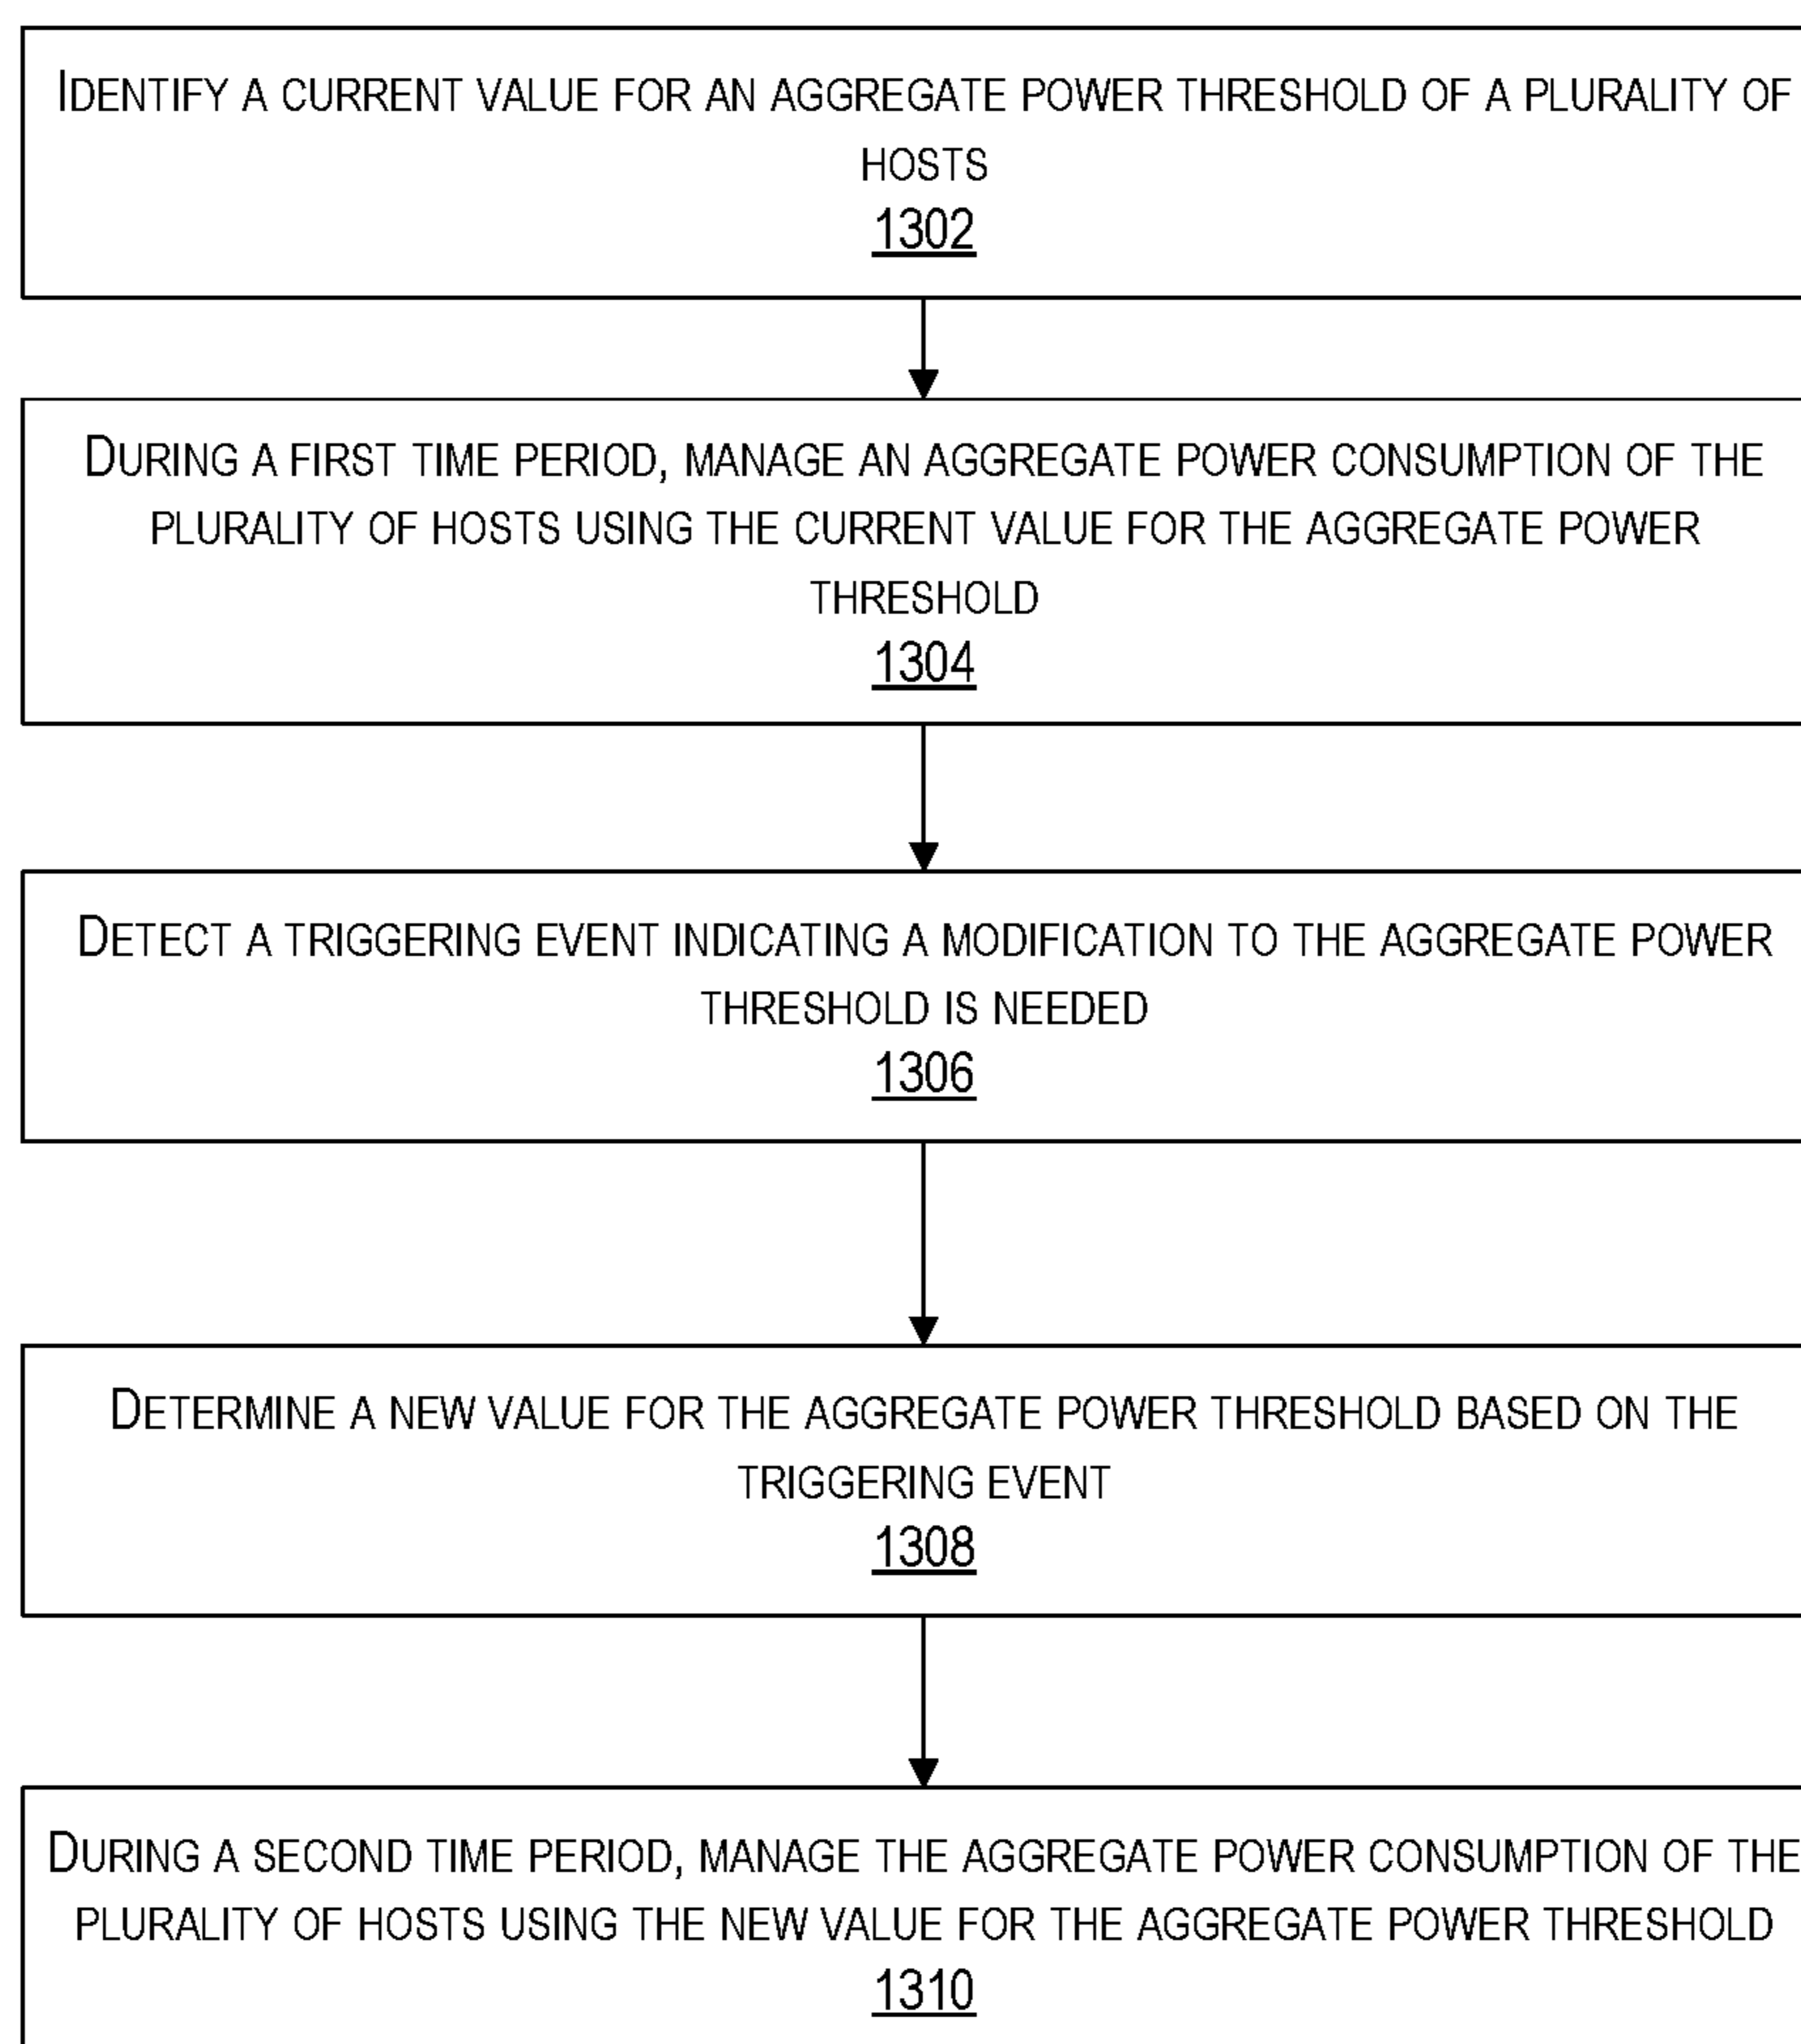 IDENTIFY A CURRENT VALUE FOR AN AGGREGATE POWER THRESHOLD OF A PLURALITY OF
HOSTS
1302
DURING A FIRST TIME PERIOD, MANAGE AN AGGREGATE POWER CONSUMPTION OF THE
PLURALITY OF HOSTS USING THE CURRENT VALUE FOR THE AGGREGATE POWER
THRESHOLD
1304
DETECT A TRIGGERING EVENT INDICATING A MODIFICATION TO THE AGGREGATE POWER
THRESHOLD IS NEEDED
1306
DETERMINE A NEW VALUE FOR THE AGGREGATE POWER THRESHOLD BASED ON THE
TRIGGERING EVENT
1308
DURING A SECOND TIME PERIOD, MANAGE THE AGGREGATE POWER CONSUMPTION OF THE
PLURALITY OF HOSTS USING THE NEW VALUE FOR THE AGGREGATE POWER THRESHOLD
1310